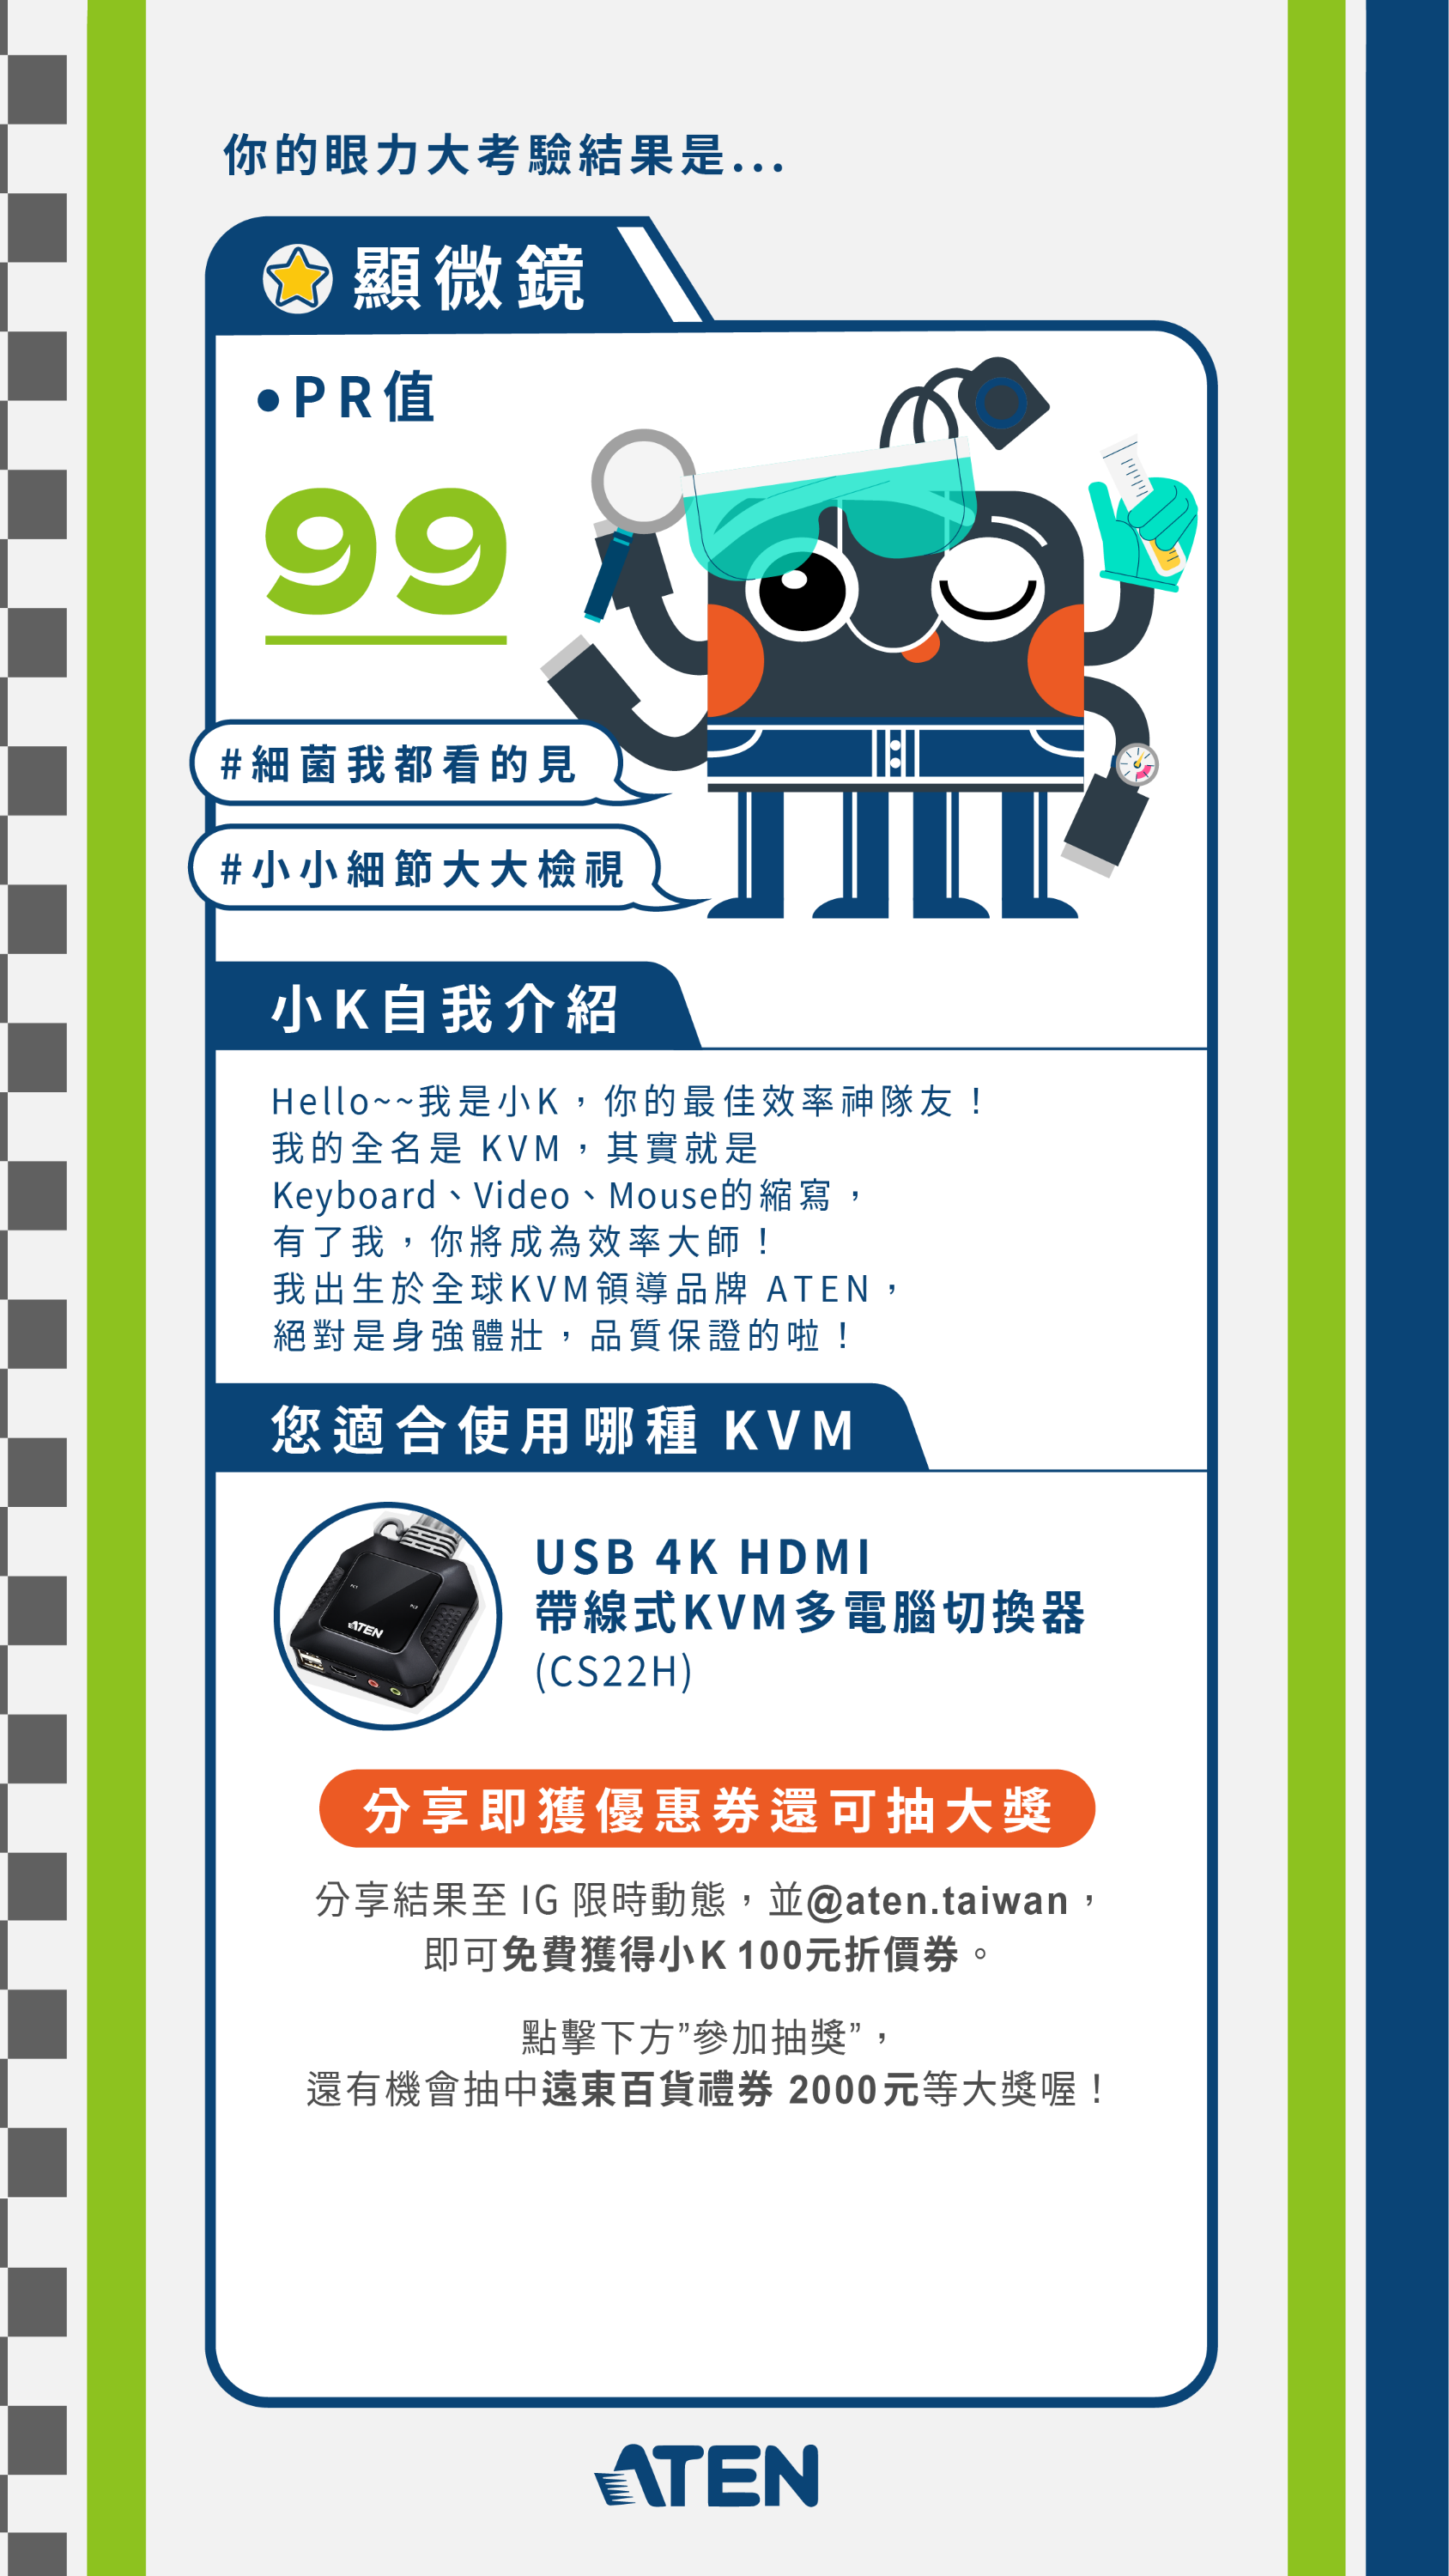 你的眼力大考驗結果是...
顯微鏡
•PR值
99
#細菌我都看的見
#小小細節大大檢視
小K自我介紹
Hello~~我是小K，你的最佳效率神隊友！
我的全名是 KVM，其實就是
Keyboard、Video、Mouse的縮寫，
有了我，你將成為效率大師！
我出生於全球KVM領導品牌 ATEN，
絕對是身強體壯，品質保證的啦！
您適合使用哪種 KVM
ATEN
USB 4K HDMI
帶線式KVM多電腦切換器
(CS22H)
分享即獲優惠券還可抽大獎
分享結果至 IG 限時動態，並@aten.taiwan，
即可免費獲得小K 100元折價券。
點擊下方”參加抽獎”，
還有機會抽中遠東百貨禮券 2000元等大獎喔！
ATEN